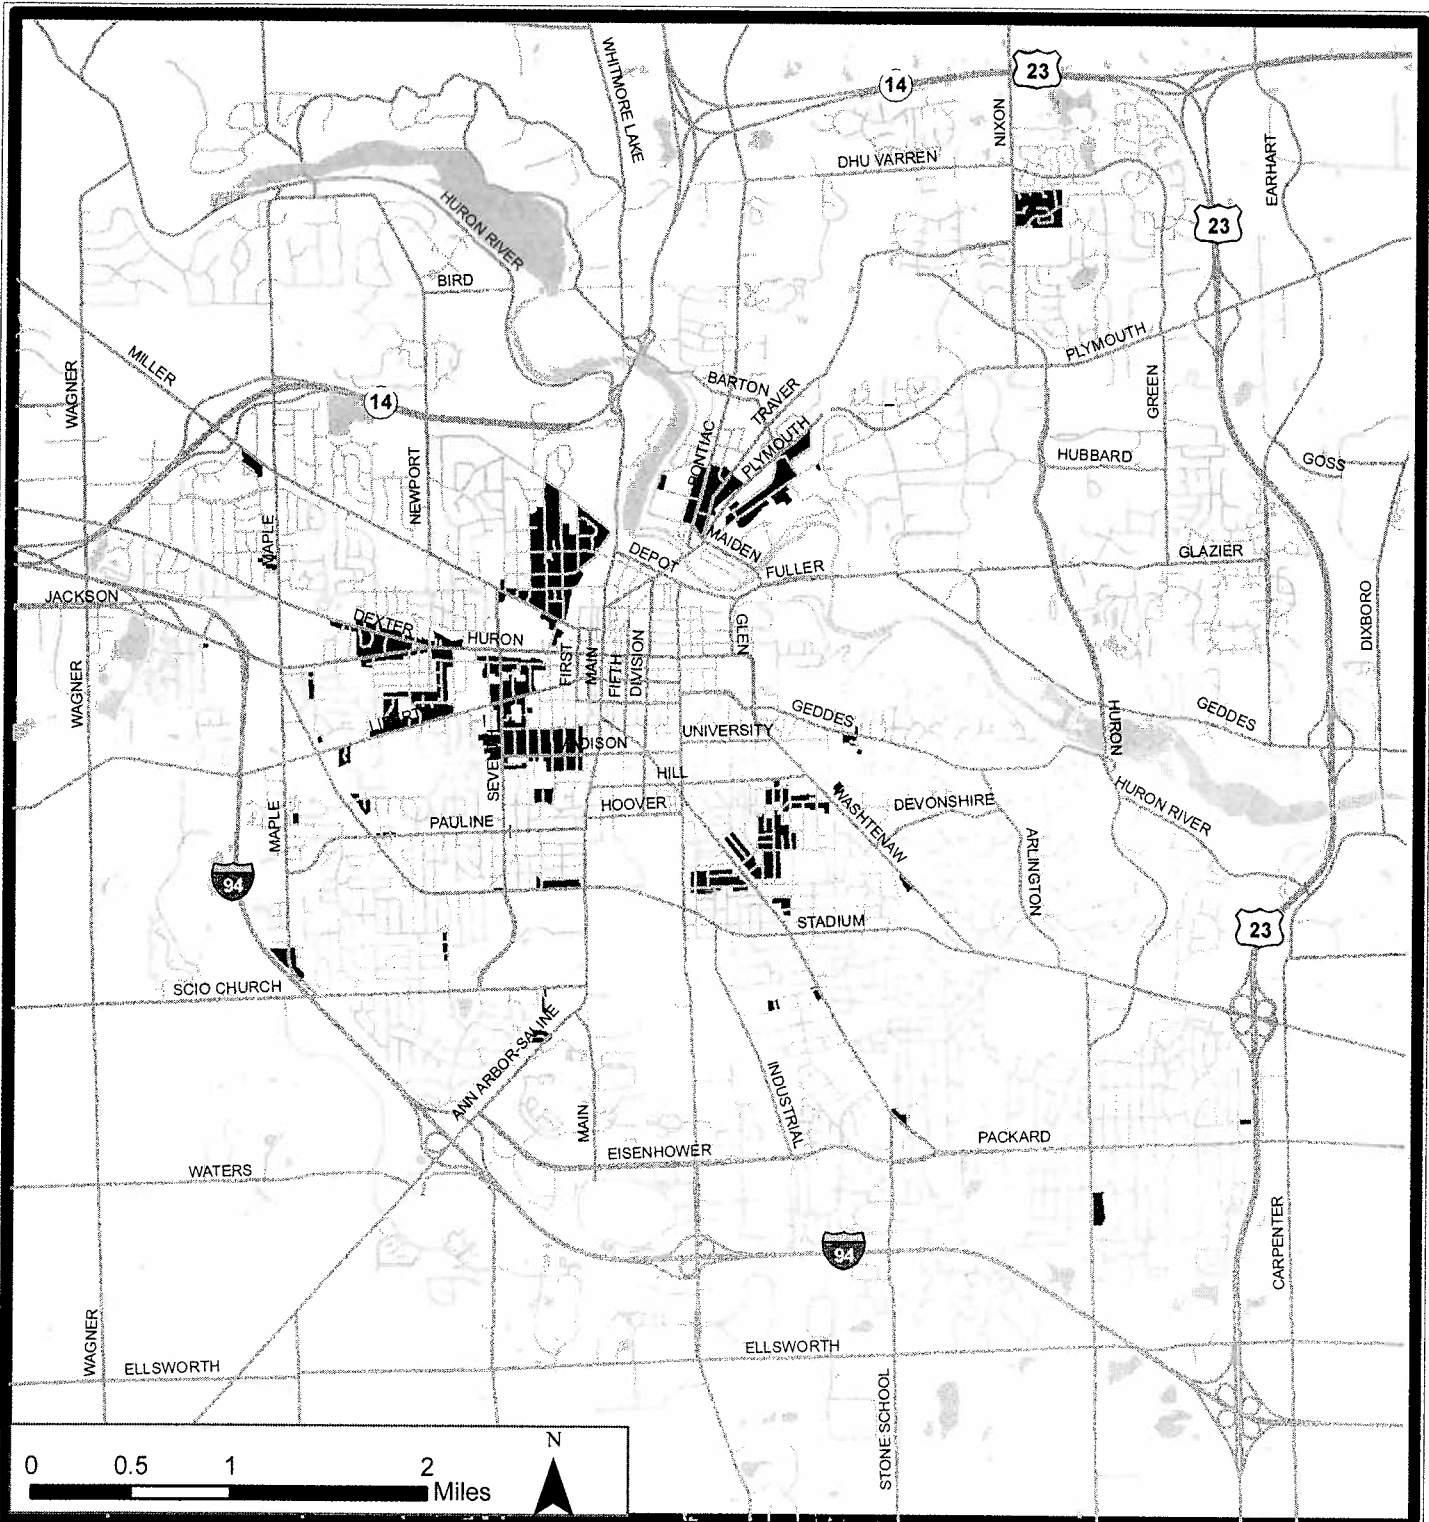 WHITMORE LAKE
14
23
NIXON
DHU VARREN
EARHART
23
HURON RIVER
BIRD
PLYMOUTH
MILLER
WAGNER
14
BARTON
TRAVER
GREEN
PONTIAC
PLYMOUTH
NEWPORT
HUBBARD
GOSS
MAPLE
DEPOT
MAIDEN
FULLER
GLAZIER
JACKSON
DEXTER
HURON
GLEN
DIXBORO
FIRST
MAIN
FIFTH
DIVISION
WAGNER
LIBERTY
GEDDES
HURON
GEDDES
UNIVERSITY
ADISON
SEVE
HILL
MAPLE
HOOVER
PAULINE
WASHTENAW
DEVONSHIRE
HURON RIVER
ARLINGTON
94
STADIUM
23
SCIO CHURCH
ANN ARBOR-SALINE
INDUSTRIAL
MAIN
EISENHOWER
PACKARD
WATERS
94
CARPENTER
WAGNER
ELLSWORTH
ELLSWORTH
STONE SCHOOL
N
0 0.5 1 2
Miles